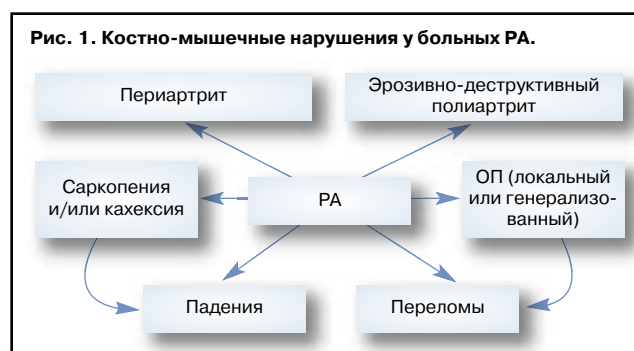 Рис. 1. Костно-мышечные нарушения у больных РА.
Периартрит
Эрозивно-деструктивный
полиартрит
Саркопения
и/или кахексия
РА
ОП (локальный
или генерализо-
ванный)
Падения
Переломы